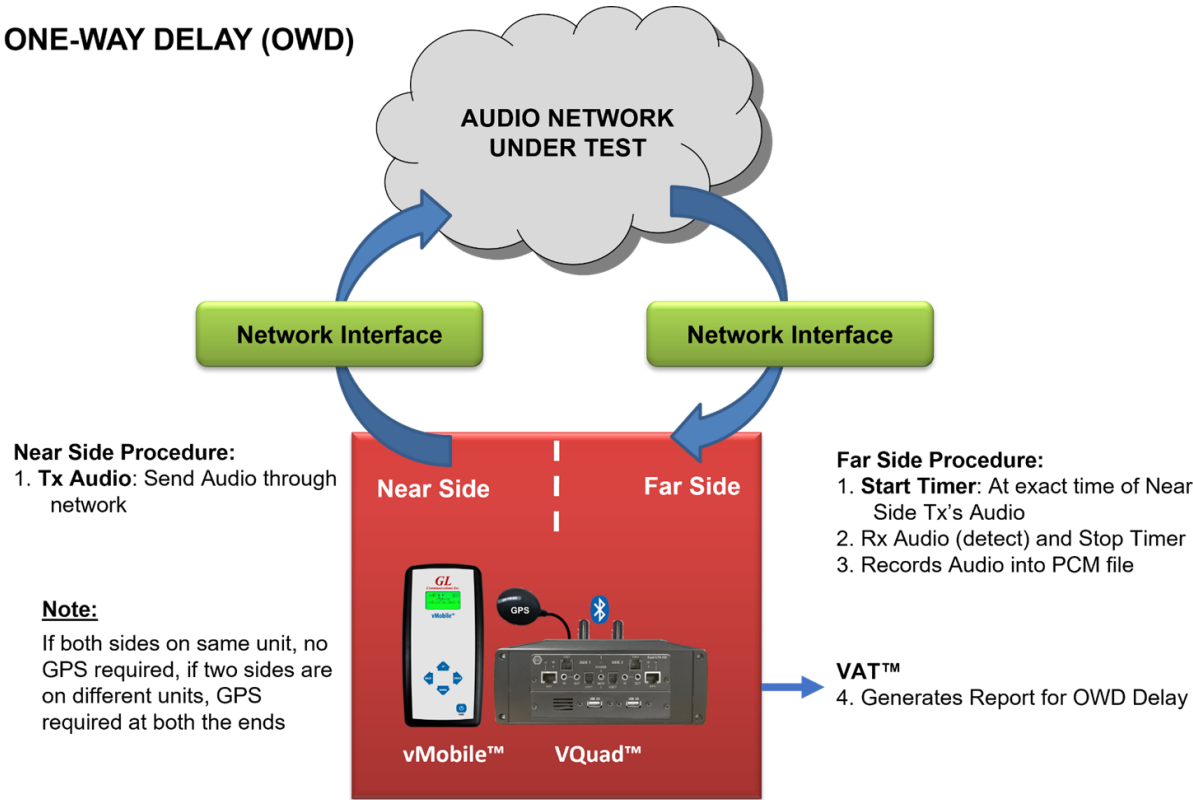 ONE-WAY DELAY (OWD)
AUDIO NETWORK
UNDER TEST
Network Interface
Network Interface
Near Side Procedure:
1. Tx Audio: Send Audio through
network
Near Side
Far Side
Far Side Procedure:
1. Start Timer: At exact time of Near
Side Tx's Audio
2. Rx Audio (detect) and Stop Timer
3. Records Audio into PCM file
Note:
If both sides on same unit, no
GPS required, if two sides are
on different units, GPS
required at both the ends
GL
Communications Inc.
vMobile™
GPS
VAT™
4. Generates Report for OWD Delay
vMobile™
VQuad™